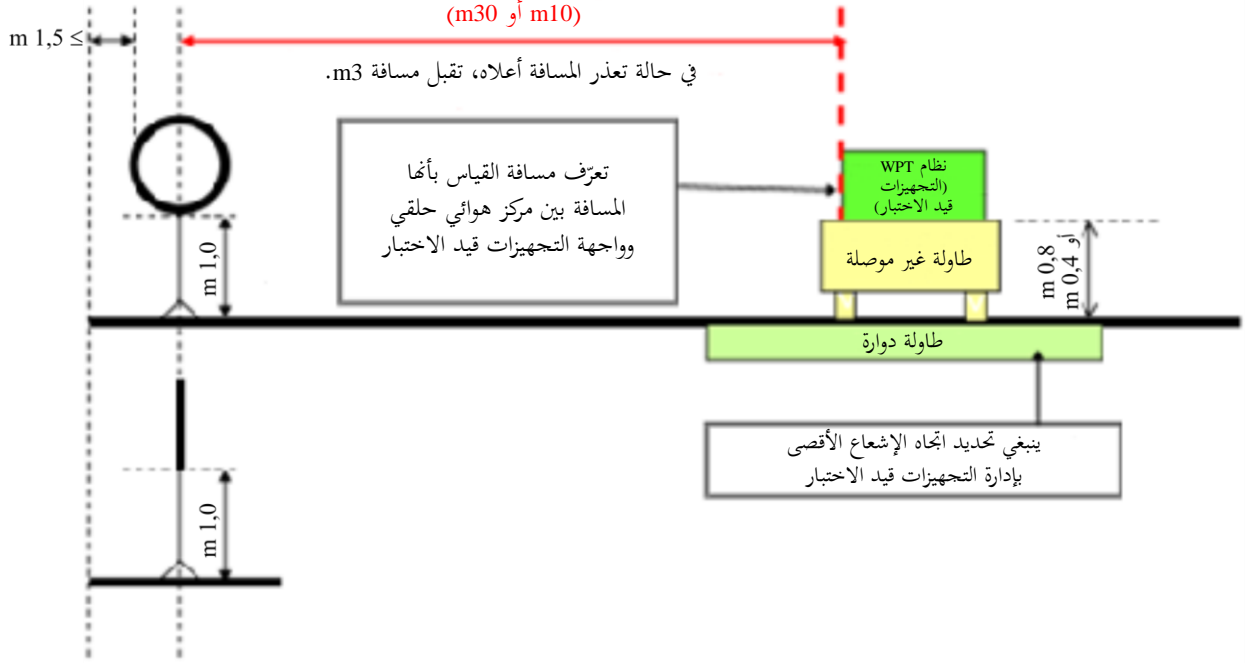 (m10 أو m30)
m 1,5 ≥
في حالة تعذر المسافة أعلاه، تقبل مسافة m3.
تعرّف مسافة القياس بأنها
المسافة بين مركز هوائي حلقي
وواجهة التجهيزات قيد الاختبار
نظام WPT
(التجهيزات
قيد الاختبار)
طاولة غير موصلة
m 0,8
أو m 0,4
m 1,0
طاولة دوارة
ينبغي تحديد اتجاه الإشعاع الأقصى
بإدارة التجهيزات قيد الاختبار
m 1,0